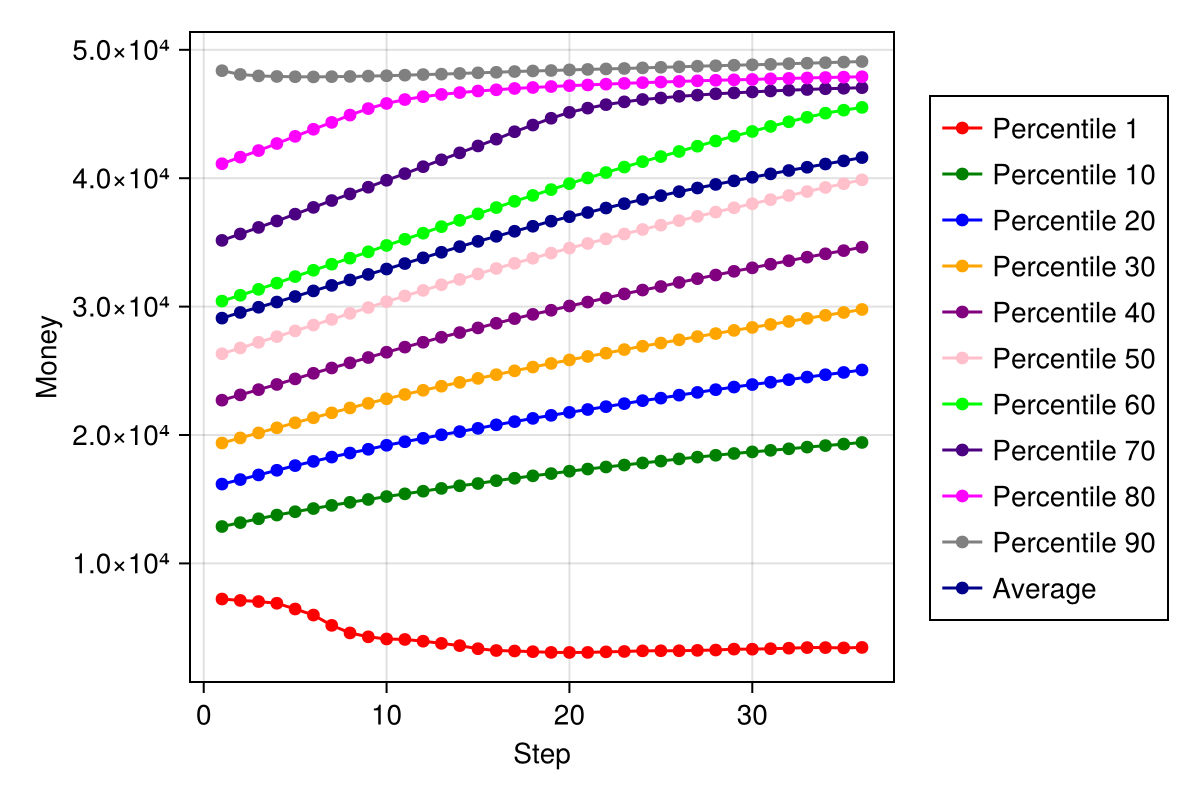 5.0×10⁴
4.0×10⁴
3.0×10⁴
2.0×10⁴
1.0×10⁴
Money
0 10 20 30
Step
Percentile 1
Percentile 10
Percentile 20
Percentile 30
Percentile 40
Percentile 50
Percentile 60
Percentile 70
Percentile 80
Percentile 90
Average